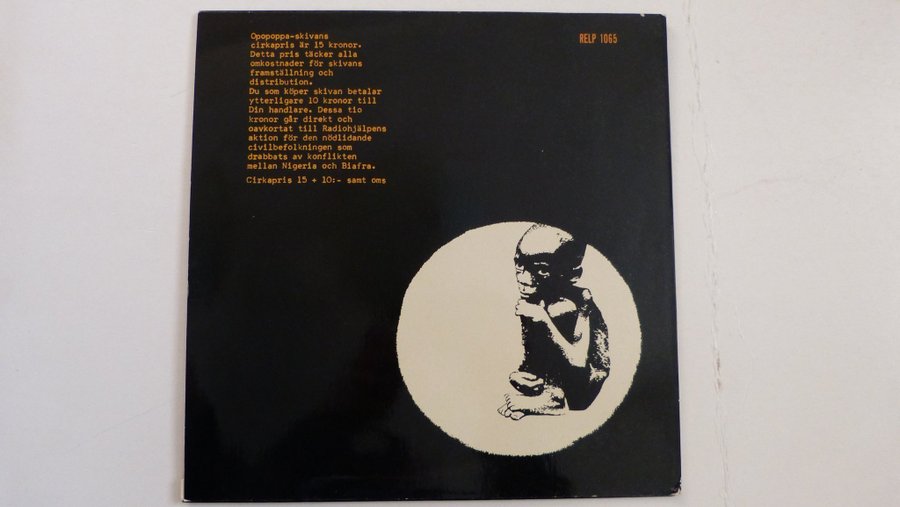 Opopoppa-skivans
cirkapris är 15 kronor.
Detta pris täcker alla
omkostnader för skivans
framställning och
distribution.
Du som köper skivan betalar
ytterligare 10 kronor till
Din handlare. Dessa tio
kronor går direkt och
oavkortat till Radiohjälpens
aktion för den nödlidande
civilbefolkningen som
drabbats av konflikten
mellan Nigeria och Biafra.
Cirkapris 15 + 10:- samt oms
RELP 1065